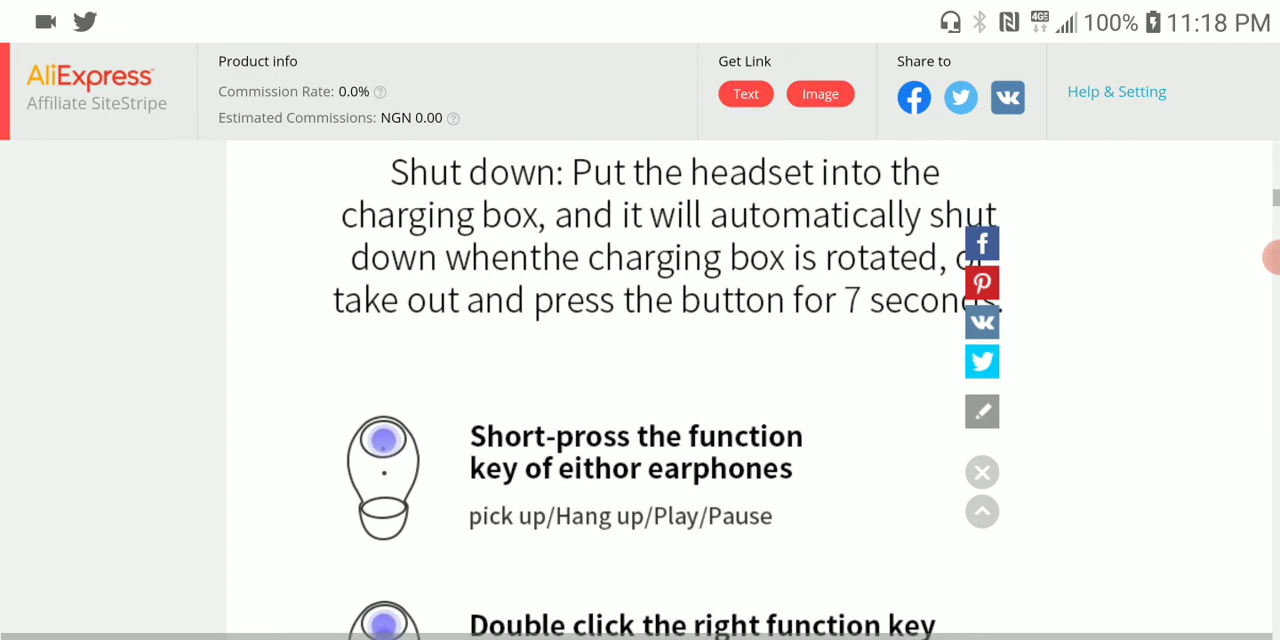 4GE 100% 11:18 PM
AliExpress
Affiliate SiteStripe
Product info
Commission Rate: 0.0% ?
Estimated Commissions: NGN 0.00 ?
Get Link
Text Image
Share to
Help & Setting
Shut down: Put the headset into the
charging box, and it will automatically shut
down whenthe charging box is rotated, or
take out and press the button for 7 seconds.
Short-pross the function
key of eithor earphones
pick up/Hang up/Play/Pause
Double click the right function key